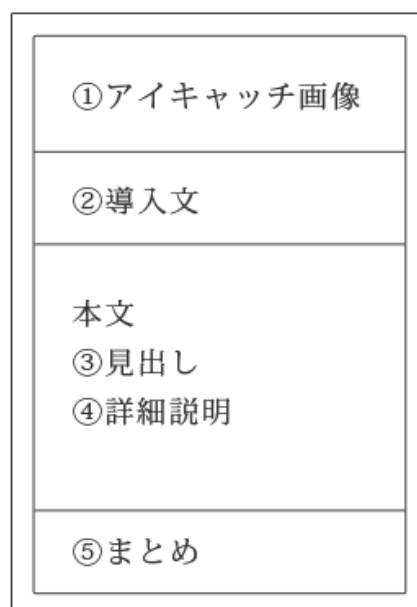 ①アイキャッチ画像
②導入文
本文
③見出し
④詳細説明
⑤まとめ